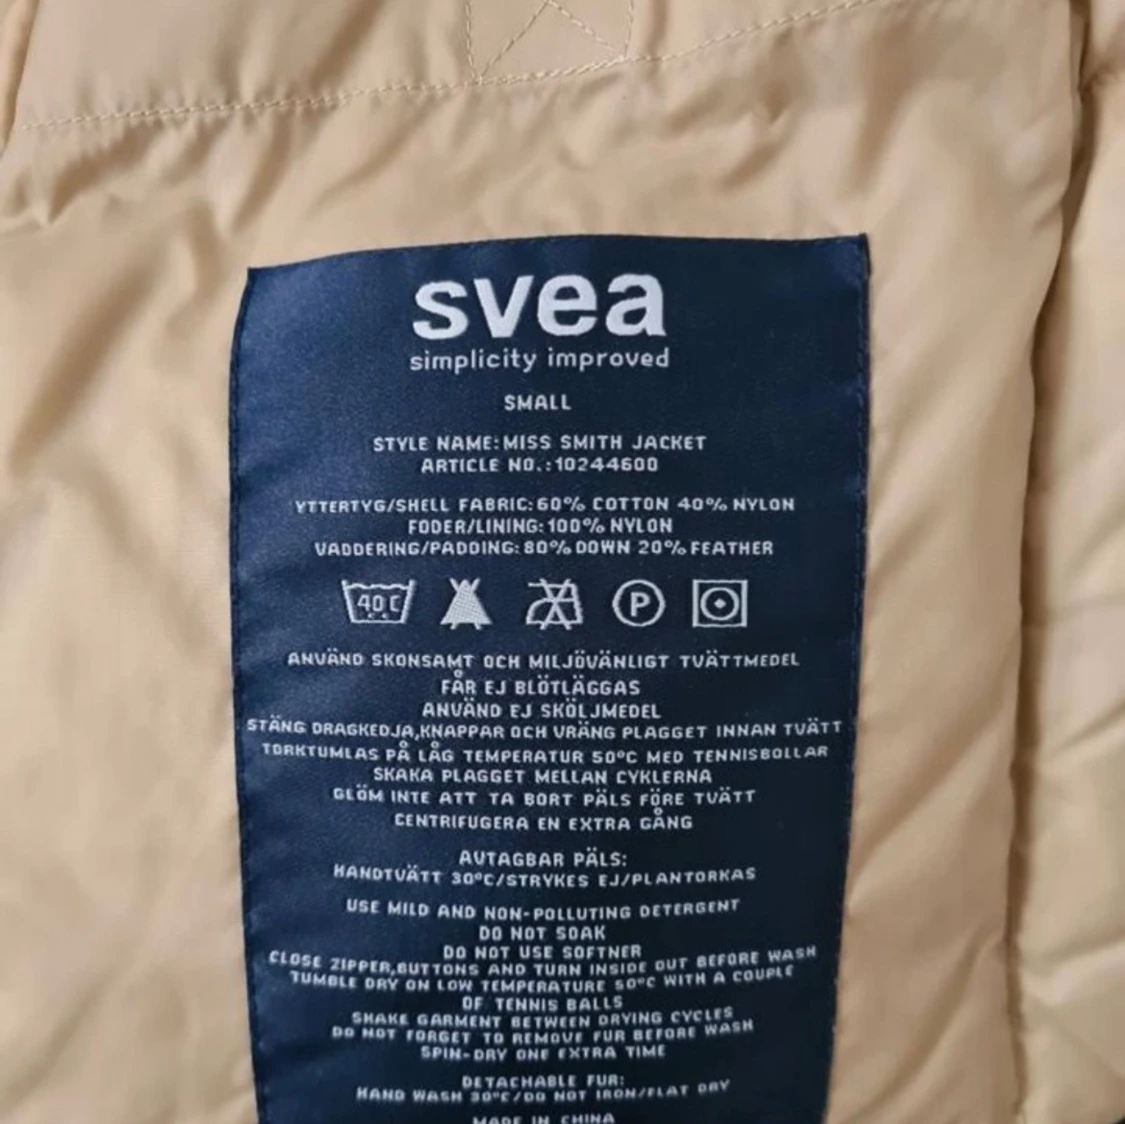 svea
simplicity improved
SMALL
STYLE NAME:MISS SMITH JACKET
ARTICLE NO.:10244600
YTTERTYG/SHELL FABRIC:60% COTTON 40% NYLON
FODER/LINING:100% NYLON
VADDERING/PADDING:80% DOWN 20% FEATHER
40C P
ANVÄND SKONSAMT OCH MILJÖVÄNLIGT TVÄTTMEDEL
FÅR EJ BLÖTLÄGGAS
ANVÄND EJ SKÖLJMEDEL
STÄNG DRAGKEDJA,KNAPPAR OCH VRÄNG PLAGGET INNAN TVÄTT
TORKTUMLAS PÅ LÅG TEMPERATUR 50°C MED TENNISBOLLAR
SKAKA PLAGGET MELLAN CYKLERNA
GLÖM INTE ATT TA BORT PÄLS FÖRE TVÄTT
CENTRIFUGERA EN EXTRA GÅNG
AVTAGBAR PÄLS:
HANDTVÄTT 30°C/STRYKES EJ/PLANTORKAS
USE MILD AND NON-POLLUTING DETERGENT
DO NOT SOAK
DO NOT USE SOFTNER
CLOSE ZIPPER,BUTTONS AND TURN INSIDE OUT BEFORE WASH
TUMBLE DRY ON LOW TEMPERATURE 50°C WITH A COUPLE
OF TENNIS BALLS
SHAKE GARMENT BETWEEN DRYING CYCLES
DO NOT FORGET TO REMOVE FUR BEFORE WASH
SPIN-DRY ONE EXTRA TIME
DETACHABLE FUR:
HAND WASH 30°C/DO NOT IRON/FLAT DRY
MADE IN CHINA